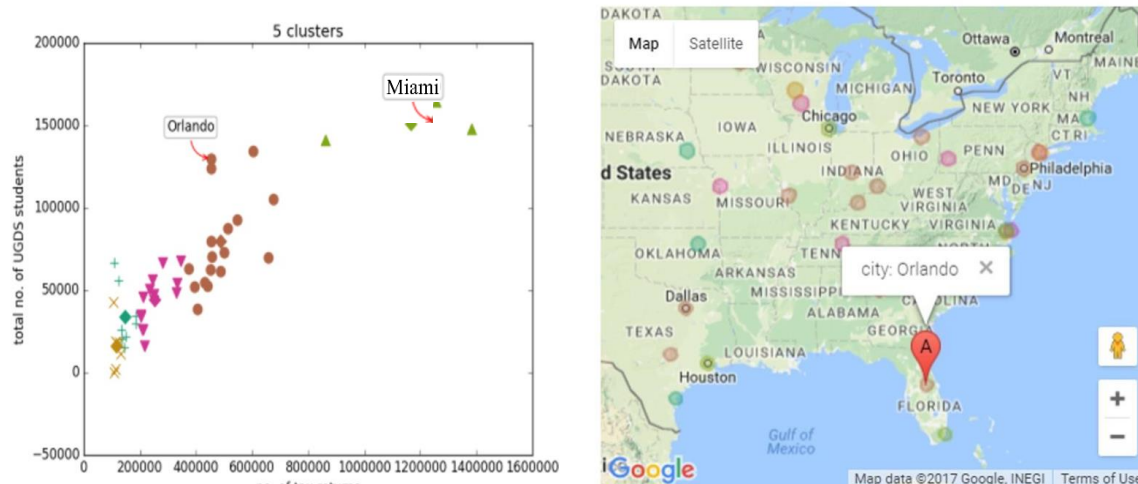 5 clusters
200000
150000
100000
50000
0
−50000
total no. of UGDS students
Orlando
Miami
0
200000
400000
600000
800000
1000000
1200000
1400000
1600000
Map
Satellite
DAKOTA
DAKOTA
WISCONSIN
MICHIGAN
Ottawa
Montreal
Toronto
MAINE
VT
NH
NEW YORK
MA
CT RI
Chicago
IOWA
NEBRASKA
ILLINOIS
OHIO
PENN
INDIANA
Philadelphia
d States
MD
DE
NJ
KANSAS
MISSOURI
WEST
VIRGINIA
KENTUCKY
VIRGINIA
OKLAHOMA
TENN
NORTH
CAROLINA
ARKANSAS
city: Orlando
MISSISSIPPI
Dallas
ALABAMA
GEORGIA
TEXAS
LOUISIANA
A
Houston
FLORIDA
Gulf of
Mexico
Google
Map data ©2017 Google, INEGI
Terms of Use